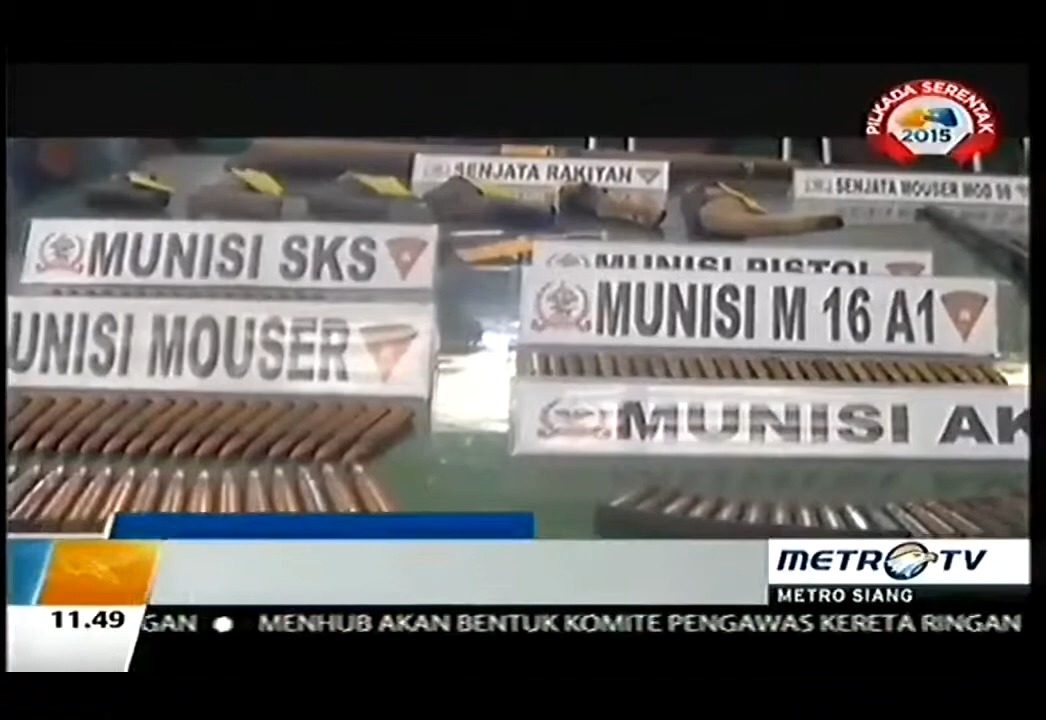 PILKADA SERENTAK
2015
SENJATA RAKITAN
SENJATA MOUSER MOD
MUNISI SKS
MUNISI PISTOL
MUNISI M 16 A1
UNISI MOUSER
MUNISI AK
METRO TV
METRO SIANG
11.49
GAN ● MENHUB AKAN BENTUK KOMITE PENGAWAS KERETA RINGAN